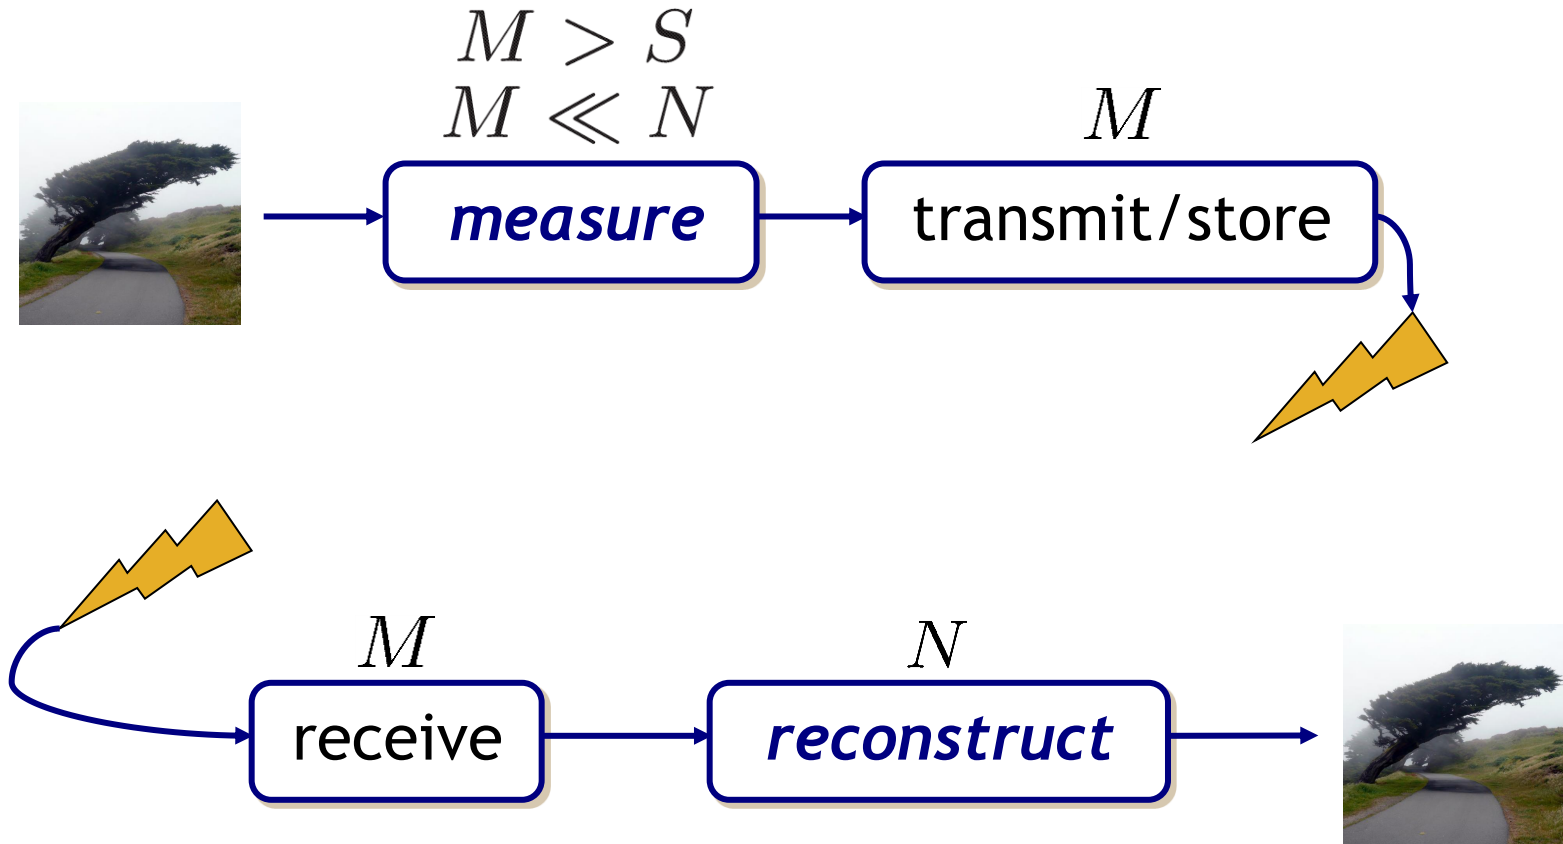 M > S
M ≪ N
M
measure
transmit/store
M
N
receive
reconstruct